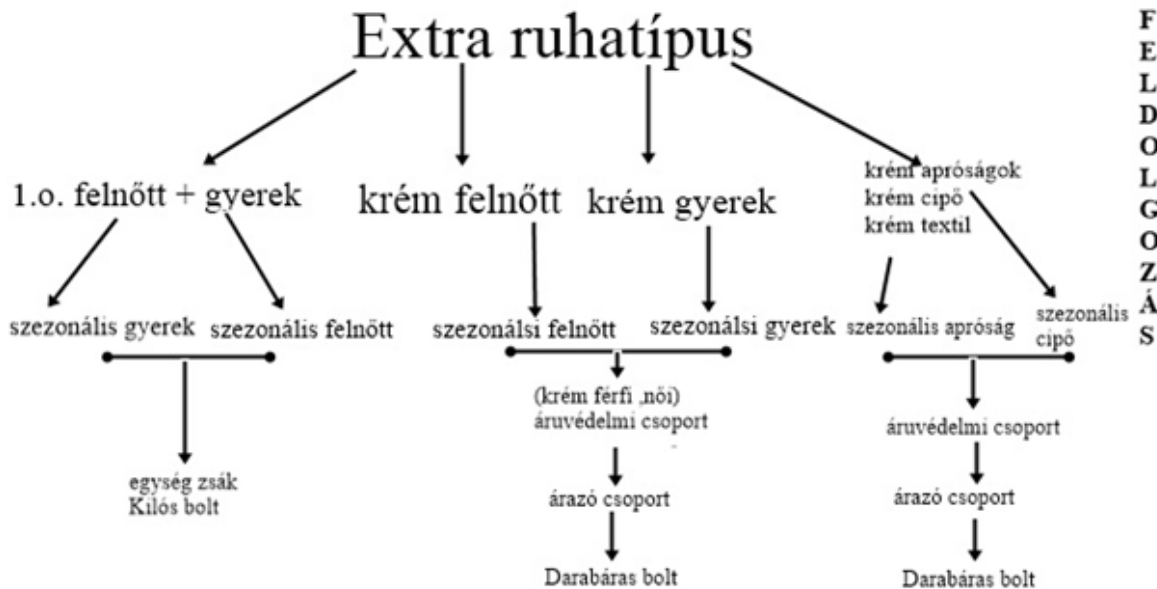 Extra ruhatípus
FELDOLGOZÁS
1.o. felnőtt + gyerek
krém felnőtt
krém gyerek
krém apróságok
krém cipő
krém textil
szezonális gyerek
szezonális felnőtt
szezonálsi felnőtt
szezonálsi gyerek
szezonális apróság
szezonális
cipő
egység zsák
Kilós bolt
(krém férfi ,női)
áruvédelmi csoport
árazó csoport
Darabáras bolt
áruvédelmi csoport
árazó csoport
Darabáras bolt